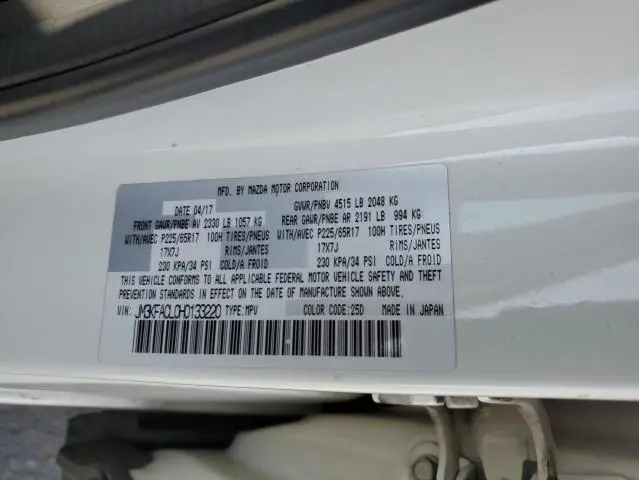 MFD. BY MAZDA MOTOR CORPORATION
DATE 04/17 GVWR/PNBV 4515 LB 2048 KG
FRONT GAWR/PNBE AV 2330 LB 1057 KG REAR GAWR/PNBE AR 2191 LB 994 KG
WITH/AVEC P225/65R17 100H TIRES/PNEUS WITH/AVEC P225/65R17 100H TIRES/PNEUS
17X7J RIMS/JANTES 17X7J RIMS/JANTES
230 KPA/34 PSI COLD/A FROID 230 KPA/34 PSI COLD/A FROID
THIS VEHICLE CONFORMS TO ALL APPLICABLE FEDERAL MOTOR VEHICLE SAFETY AND THEFT
PREVENTION STANDARDS IN EFFECT ON THE DATE OF MANUFACTURE SHOWN ABOVE.
VIN: JM3KFACL0H0133220 TYPE:MPV COLOR CODE:25D MADE IN JAPAN